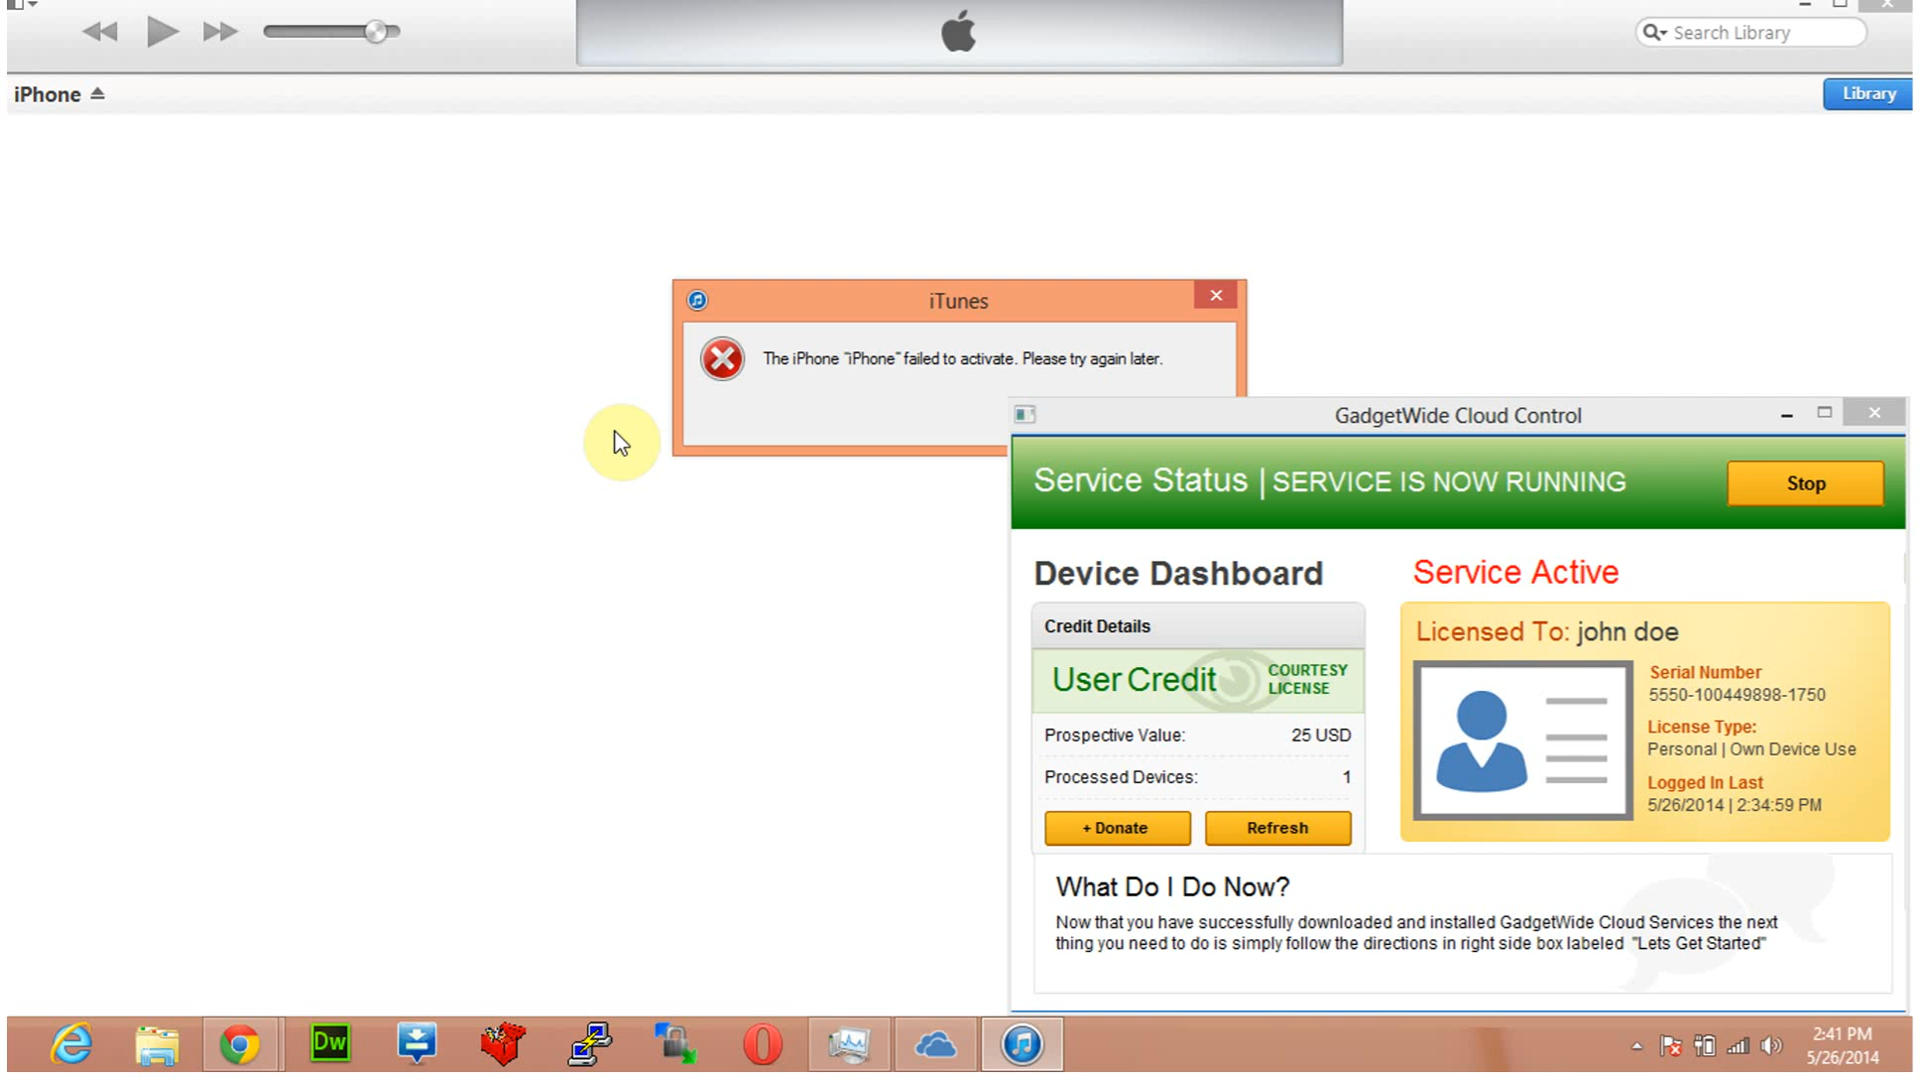 Search Library
iPhone
Library
iTunes
The iPhone "iPhone" failed to activate. Please try again later.
GadgetWide Cloud Control
Service Status | SERVICE IS NOW RUNNING
Stop
Device Dashboard
Service Active
Credit Details
Licensed To: john doe
User Credit
COURTESY
LICENSE
Serial Number
5550-100449898-1750
Prospective Value: 25 USD
License Type:
Personal | Own Device Use
Processed Devices: 1
Logged In Last
5/26/2014 | 2:34:59 PM
+ Donate
Refresh
What Do I Do Now?
Now that you have successfully downloaded and installed GadgetWide Cloud Services the next
thing you need to do is simply follow the directions in right side box labeled "Lets Get Started"
Dw
2:41 PM
5/26/2014